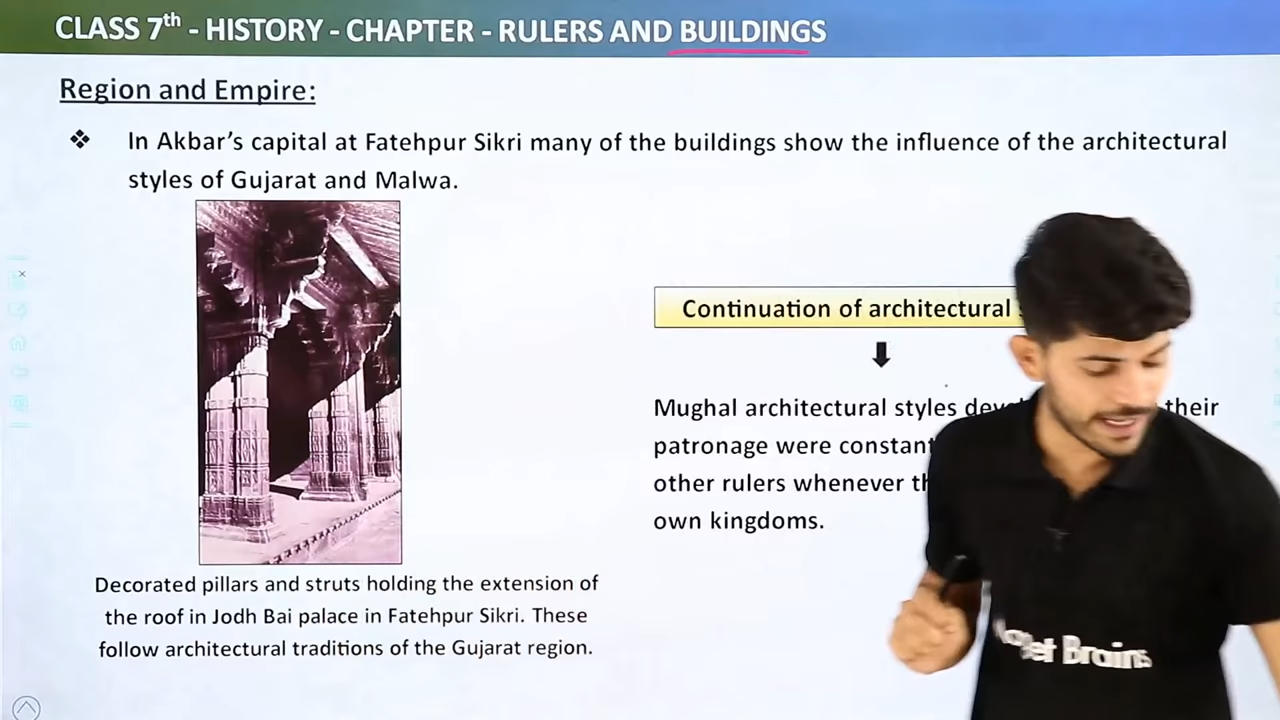 CLASS 7th - HISTORY - CHAPTER - RULERS AND BUILDINGS
Region and Empire:
❖ In Akbar’s capital at Fatehpur Sikri many of the buildings show the influence of the architectural
styles of Gujarat and Malwa.
Continuation of architectural
Mughal architectural styles their
patronage were
other rulers whenever
own kingdoms.
Decorated pillars and struts holding the extension of
the roof in Jodh Bai palace in Fatehpur Sikri. These
follow architectural traditions of the Gujarat region.
Brains